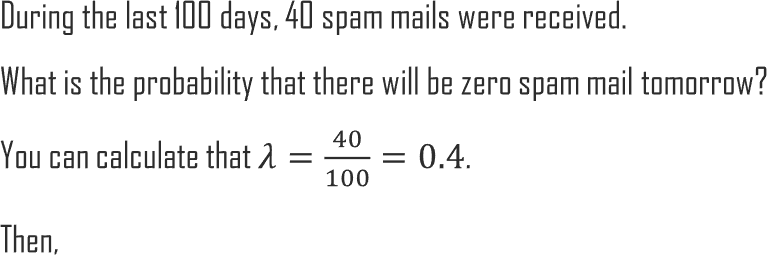 During the last 100 days, 40 spam mails were received.
What is the probability that there will be zero spam mail tomorrow?
You can calculate that λ = 40/100 = 0.4.
Then,